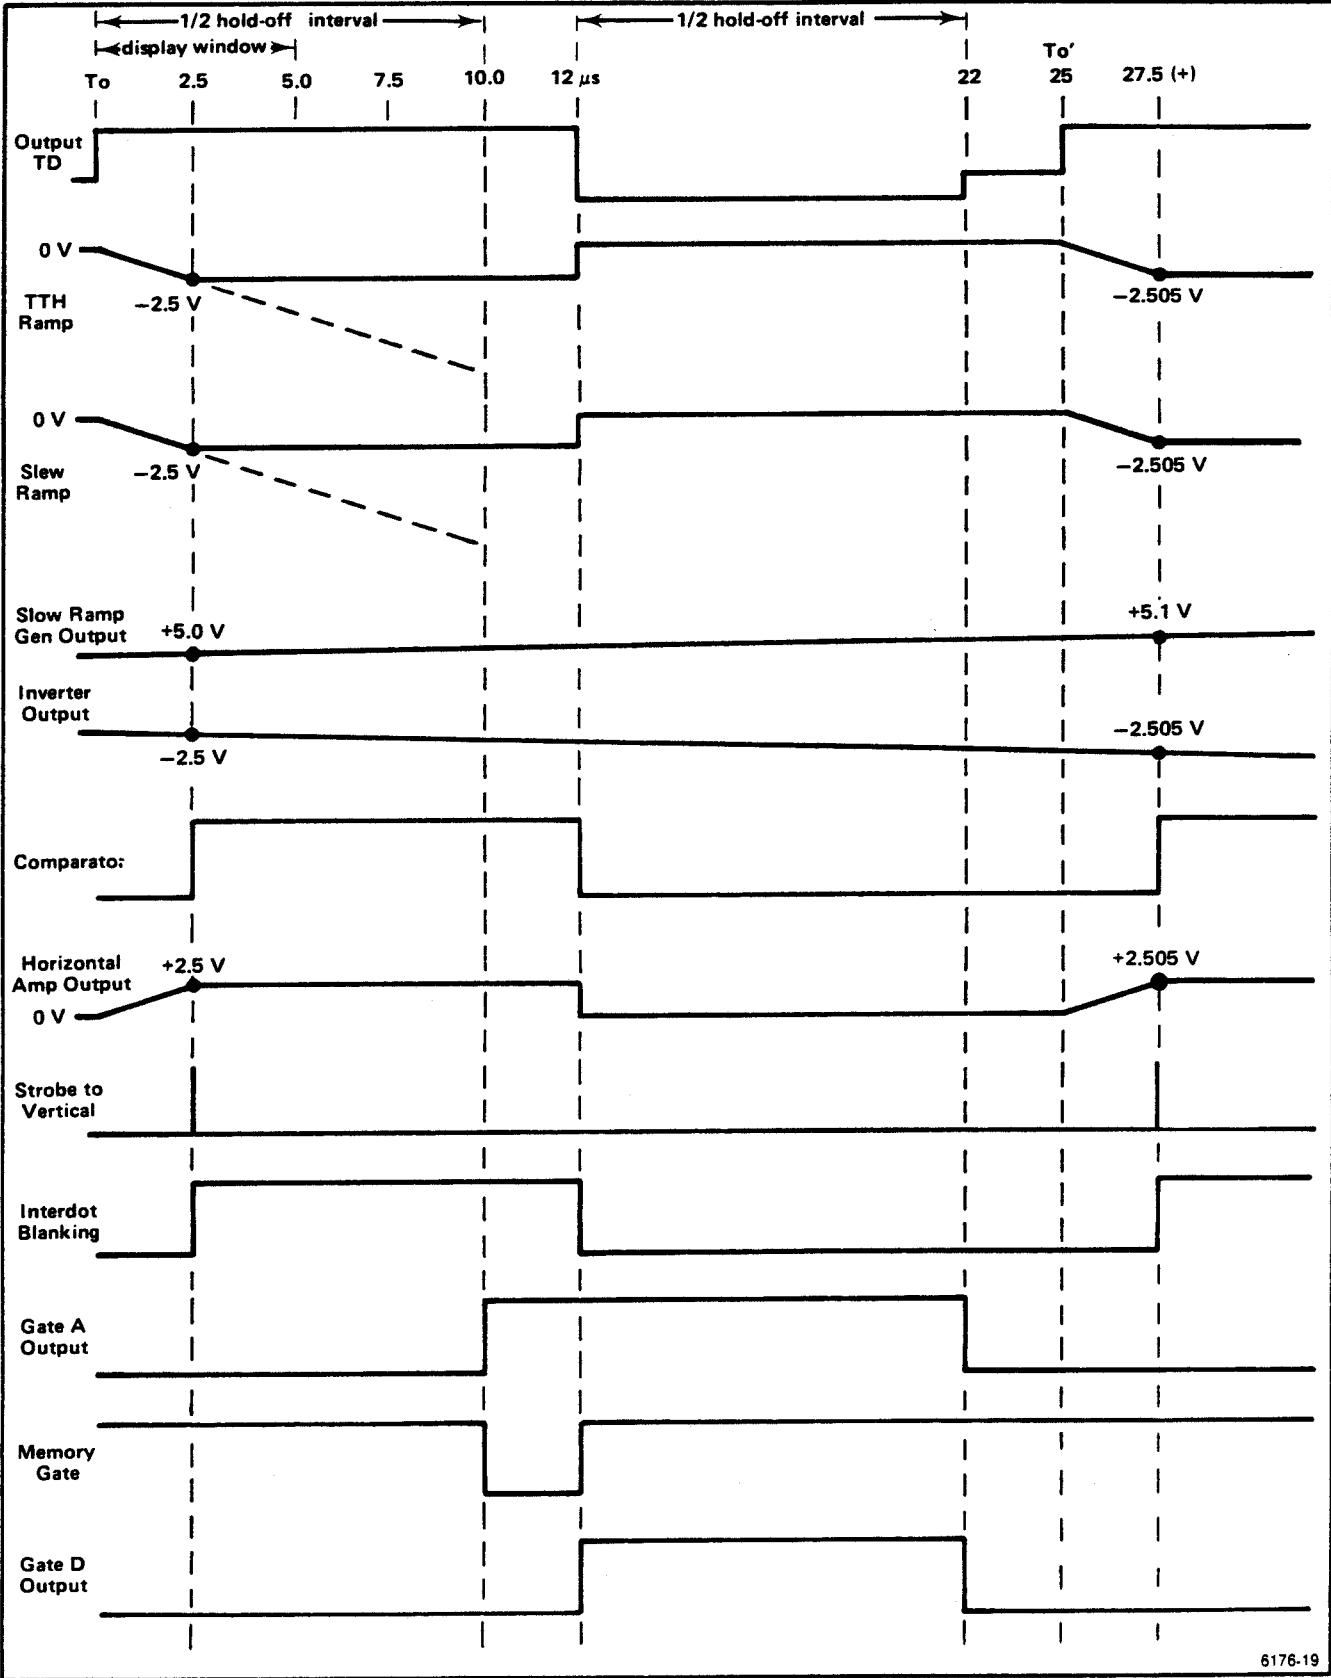 1/2 hold-off interval
1/2 hold-off interval
display window
To'
To 2.5 5.0 7.5 10.0 12 μs 22 25 27.5 (+)
Output
TD
0 V
−2.5 V
−2.505 V
TTH
Ramp
0 V
−2.5 V
−2.505 V
Slew
Ramp
Slow Ramp
Gen Output
+5.0 V
+5.1 V
Inverter
Output
−2.5 V
−2.505 V
Comparator
Horizontal
Amp Output
+2.5 V
+2.505 V
0 V
Strobe to
Vertical
Interdot
Blanking
Gate A
Output
Memory
Gate
Gate D
Output
6176-19